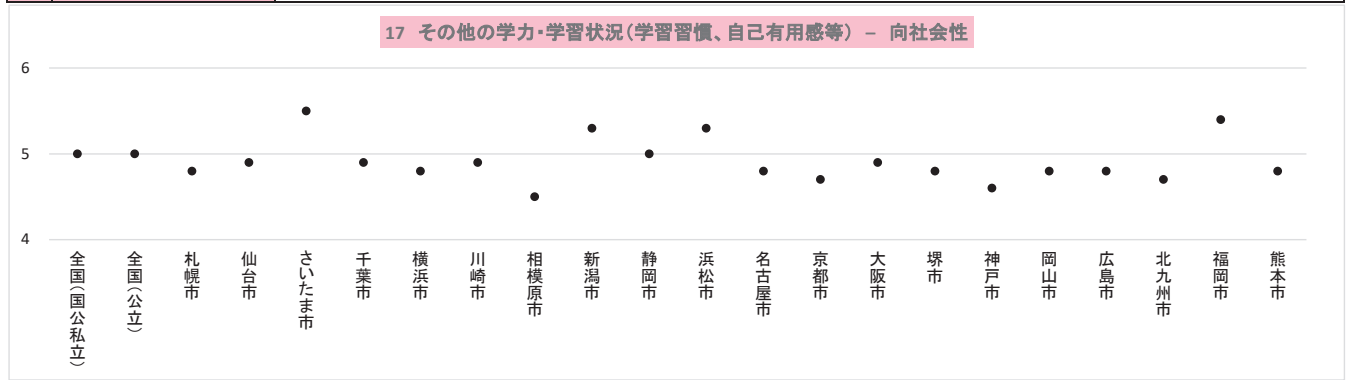 17 その他の学力・学習状況(学習習慣、自己有用感等) － 向社会性
6
5
4
全国(国公私立)
全国(公立)
札幌市
仙台市
さいたま市
千葉市
横浜市
川崎市
相模原市
新潟市
静岡市
浜松市
名古屋市
京都市
大阪市
堺市
神戸市
岡山市
広島市
北九州市
福岡市
熊本市